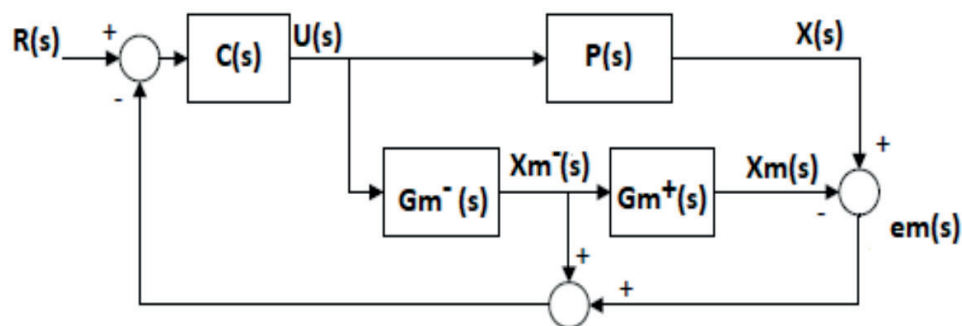 R(s)
+
-
C(s)
U(s)
P(s)
X(s)
+
Gm⁻(s)
Xm⁻(s)
Gm⁺(s)
Xm(s)
-
em(s)
+
+